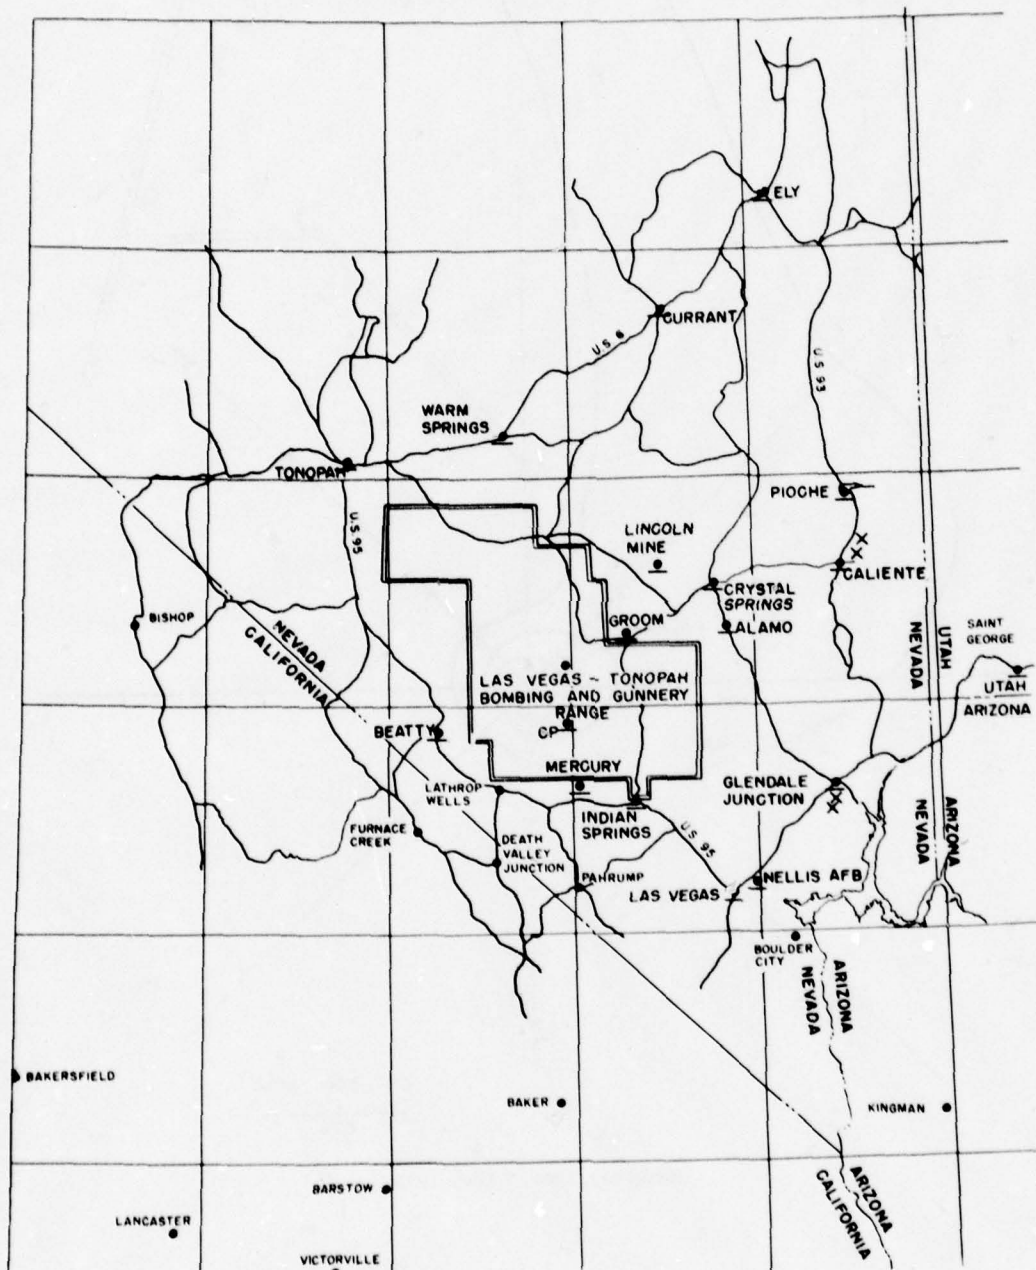 ELY
CURRANT
U.S. 6
U.S 93
WARM
SPRINGS
TONOPAH
PIOCHE
U.S.95
LINCOLN
MINE
CALIENTE
CRYSTAL
SPRINGS
ALAMO
BISHOP
GROOM
NEVADA
CALIFORNIA
UTAH
NEVADA
SAINT
GEORGE
UTAH
ARIZONA
LAS VEGAS - TONOPAH
BOMBING AND GUNNERY
RANGE
BEATTY
CP
MERCURY
LATHROP
WELLS
GLENDALE
JUNCTION
INDIAN
SPRINGS
US 95
FURNACE
CREEK
DEATH
VALLEY
JUNCTION
PAHRUMP
LAS VEGAS
NELLIS AFB
ARIZONA
NEVADA
BOULDER
CITY
ARIZONA
NEVADA
BAKERSFIELD
BAKER
KINGMAN
BARSTOW
LANCASTER
VICTORVILLE
ARIZONA
CALIFORNIA